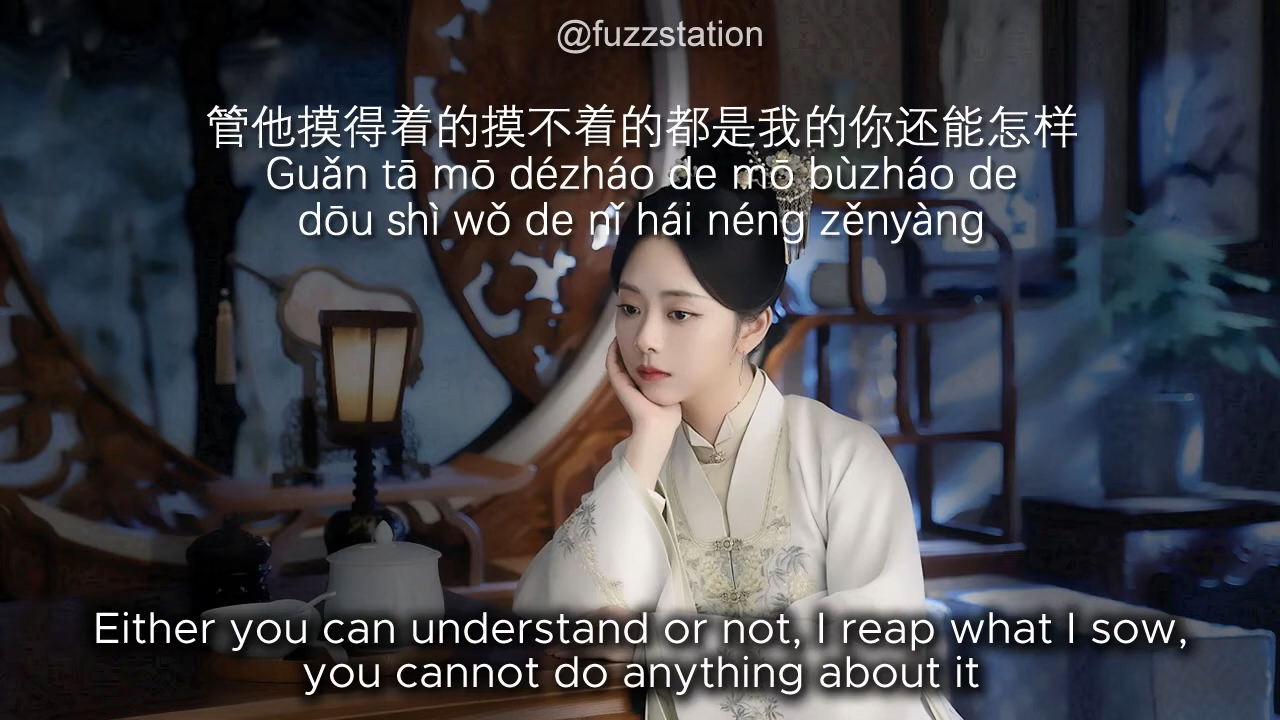 @fuzzstation
管他摸得着的摸不着的都是我的你还能怎样
Guǎn tā mō dézháo de mō bùzháo de
dōu shì wǒ de nǐ hái néng zěnyàng
Either you can understand or not, I reap what I sow,
you cannot do anything about it